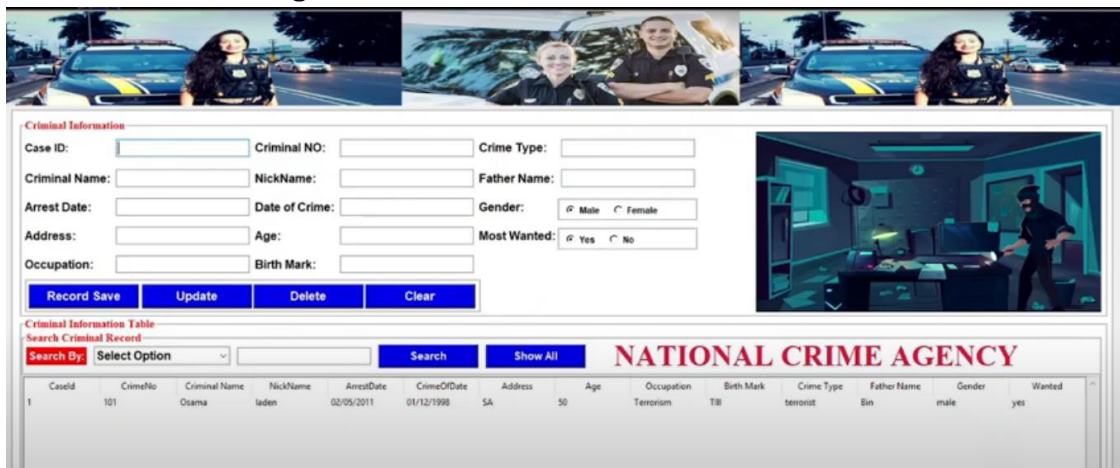 Criminal Information
Case ID: Criminal NO: Crime Type:
Criminal Name: NickName: Father Name:
Arrest Date: Date of Crime: Gender: Male Female
Address: Age: Most Wanted: Yes No
Occupation: Birth Mark:
Record Save Update Delete Clear
Criminal Information Table
Search Criminal Record
Search By: Select Option Search Show All NATIONAL CRIME AGENCY
CaseId CrimeNo Criminal Name NickName ArrestDate CrimeOfDate Address Age Occupation Birth Mark Crime Type Father Name Gender Wanted
1 101 Osama laden 02/05/2011 01/12/1998 SA 50 Terrorism terrorist Bin male yes